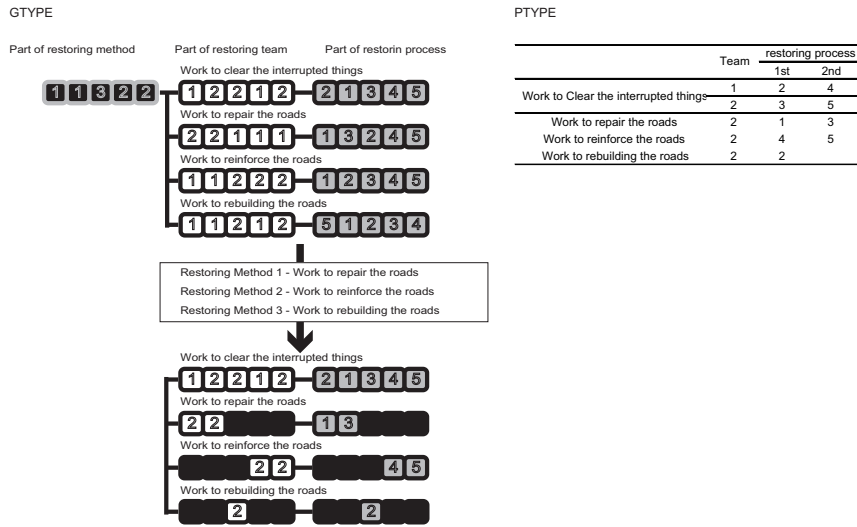 GTYPE
Part of restoring method Part of restoring team Part of restorin process
Work to clear the interrupted things
1 1 3 2 2 1 2 2 1 2 2 1 3 4 5
Work to repair the roads
2 2 1 1 1 1 3 2 4 5
Work to reinforce the roads
1 1 2 2 2 1 2 3 4 5
Work to rebuilding the roads
1 1 2 1 2 5 1 2 3 4
Restoring Method 1 - Work to repair the roads
Restoring Method 2 - Work to reinforce the roads
Restoring Method 3 - Work to rebuilding the roads
Work to clear the interrupted things
1 2 2 1 2 2 1 3 4 5
Work to repair the roads
2 2 1 3
Work to reinforce the roads
2 2 4 5
Work to rebuilding the roads
2 2
PTYPE
Team restoring process
1st 2nd
Work to Clear the interrupted things
1 2 4
2 3 5
Work to repair the roads 2 1 3
Work to reinforce the roads 2 4 5
Work to rebuilding the roads 2 2